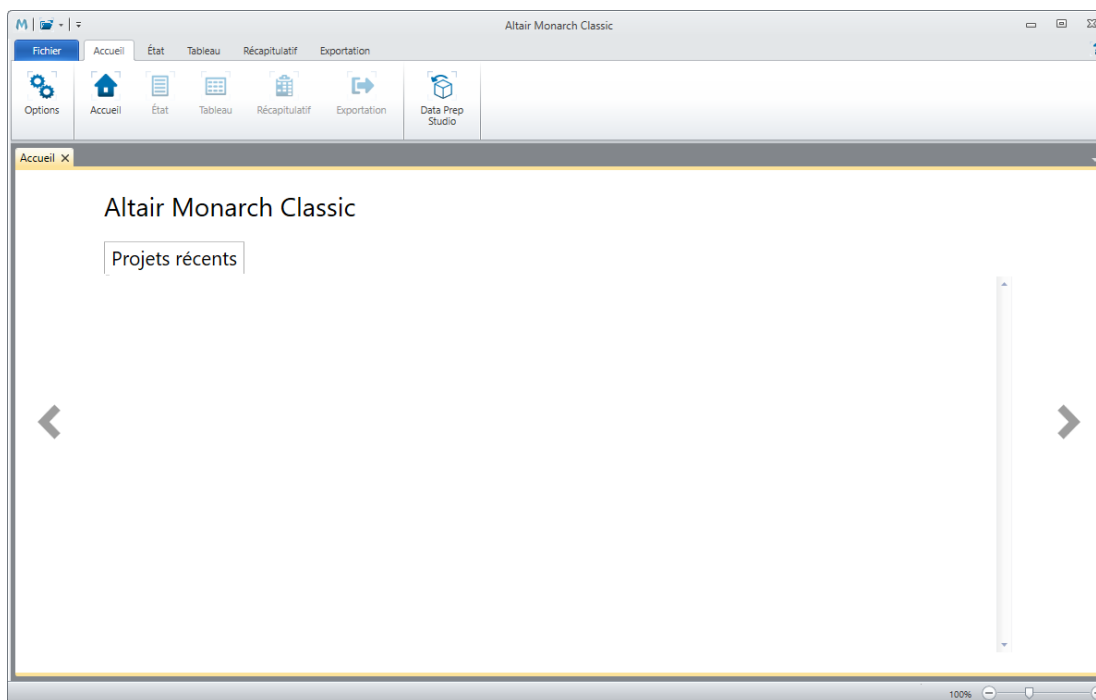 M
Altair Monarch Classic
Fichier Accueil État Tableau Récapitulatif Exportation
Options Accueil État Tableau Récapitulatif Exportation Data Prep
Studio
Accueil
Altair Monarch Classic
Projets récents
100%